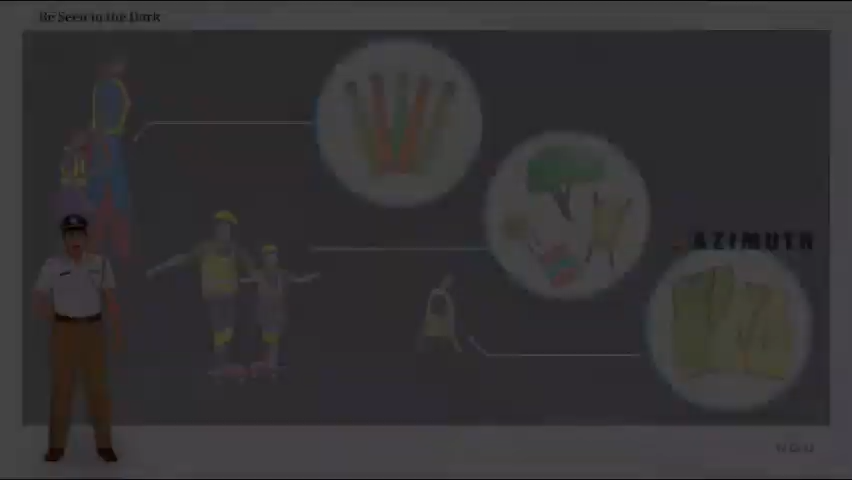 Be Seen in the Dark
AZIMUTH